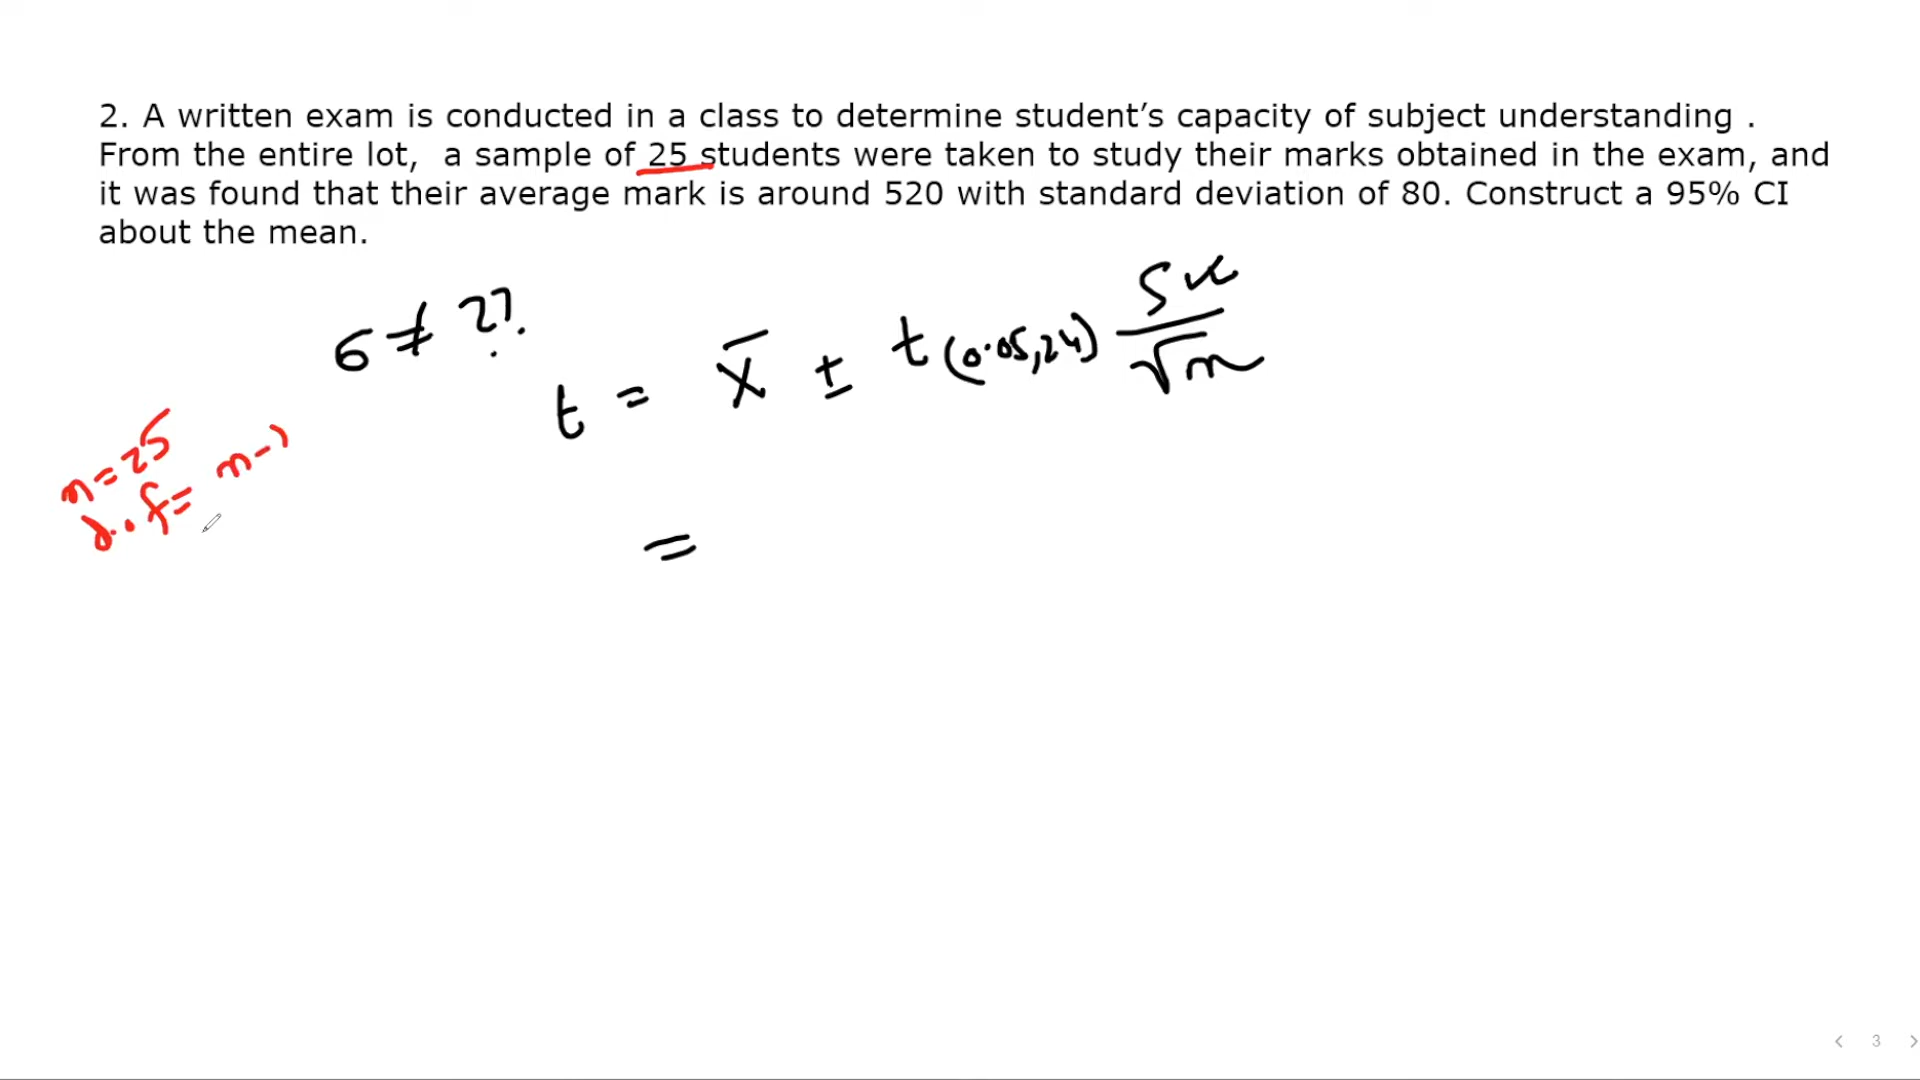 2. A written exam is conducted in a class to determine student’s capacity of subject understanding .
From the entire lot, a sample of 25 students were taken to study their marks obtained in the exam, and
it was found that their average mark is around 520 with standard deviation of 80. Construct a 95% CI
about the mean.
σ ≠ ??
t = X̄ ± t(0.05,24) Sx/√n
n=25
d.o.f= n-1
=
3